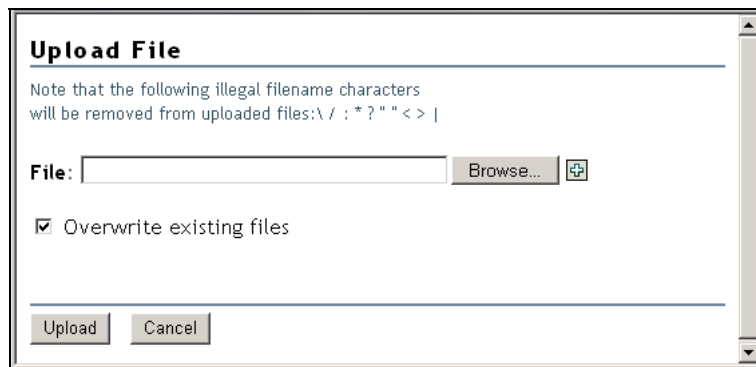 Upload File
Note that the following illegal filename characters
will be removed from uploaded files:\ / : * ? " " < > |
File: Browse...
Overwrite existing files
Upload Cancel